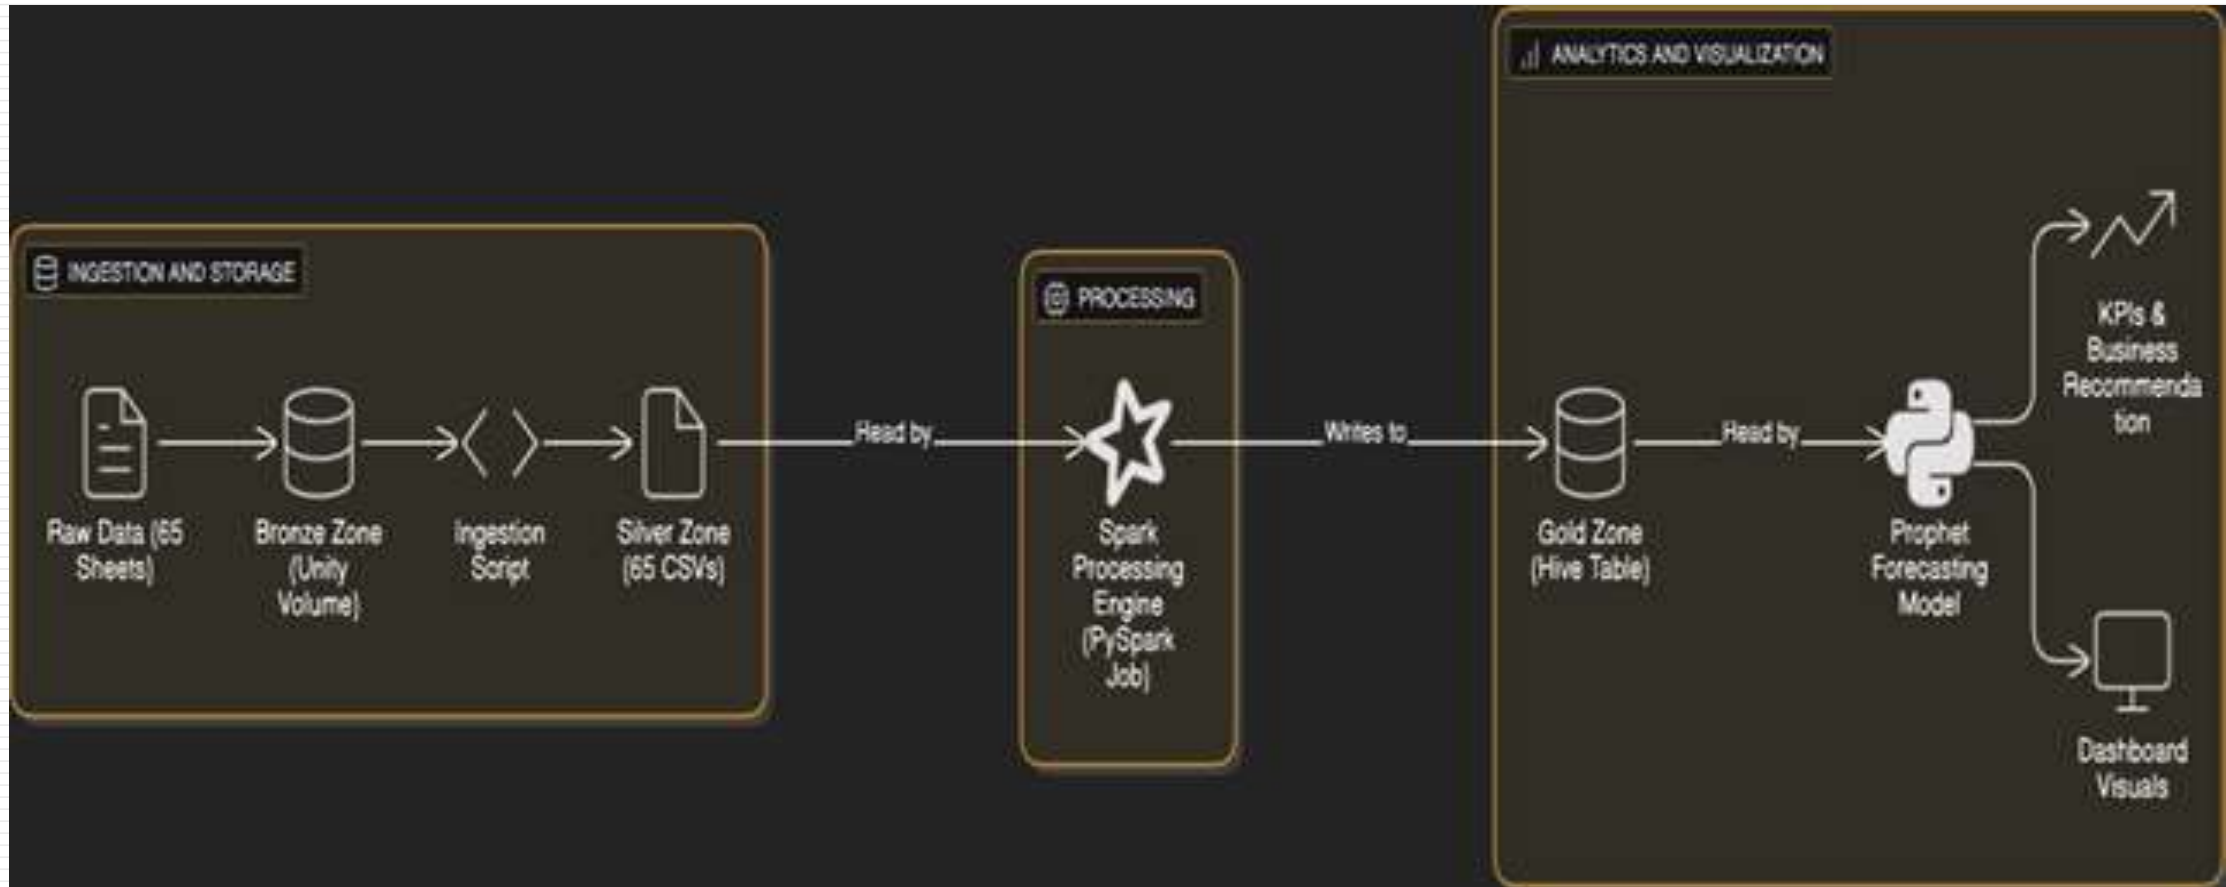 ANALYTICS AND VISUALIZATION
INGESTION AND STORAGE
PROCESSING
Raw Data (65
Sheets)
Bronze Zone
(Unity
Volume)
Ingestion
Script
Silver Zone
(65 CSVs)
Read by
Spark
Processing
Engine
(PySpark
Job)
Writes to
Gold Zone
(Hive Table)
Read by
Prophet
Forecasting
Model
KPIs &
Business
Recommenda
tion
Dashboard
Visuals